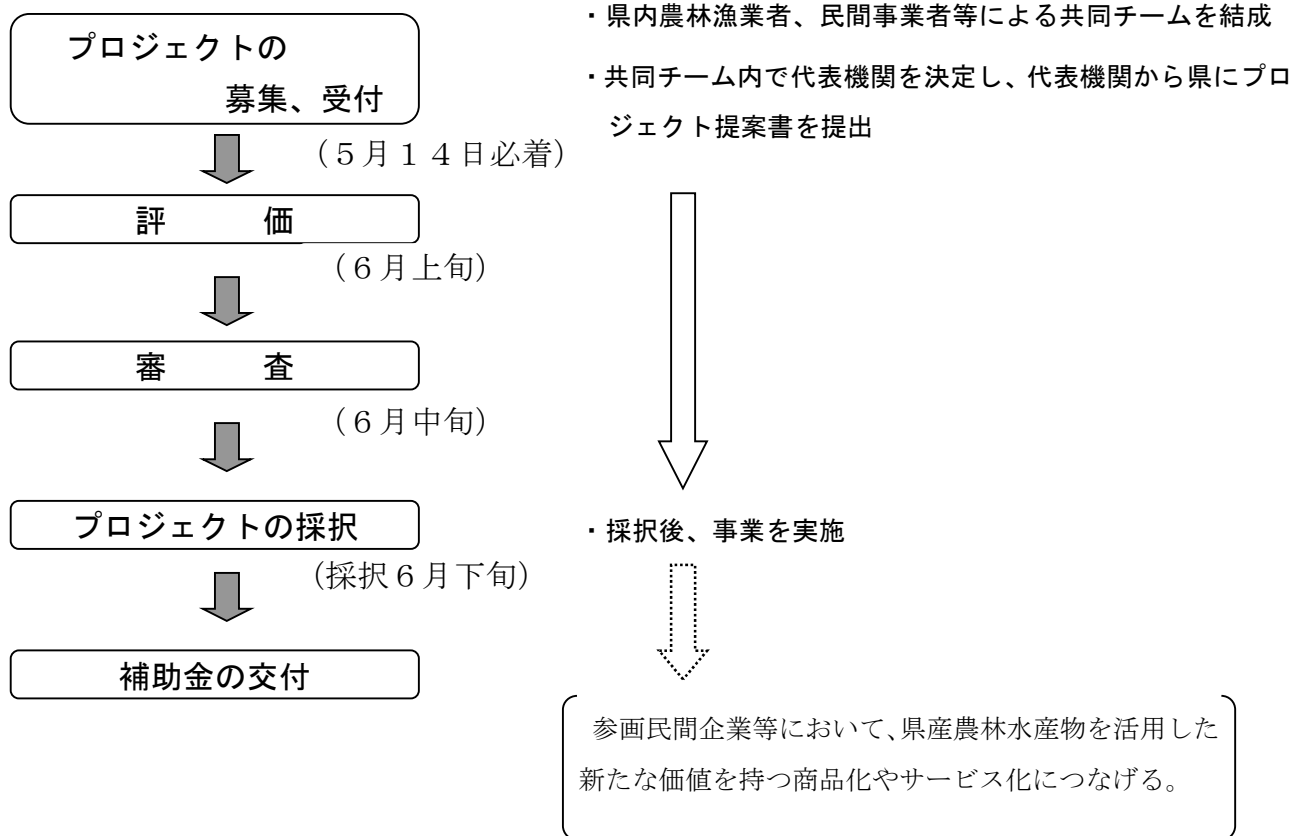 プロジェクトの
募集、受付
(5月14日必着)
評　　価
(6月上旬)
審　　査
(6月中旬)
プロジェクトの採択
(採択6月下旬)
補助金の交付
・県内農林漁業者、民間事業者等による共同チームを結成
・共同チーム内で代表機関を決定し、代表機関から県にプロ
ジェクト提案書を提出
・採択後、事業を実施
参画民間企業等において、県産農林水産物を活用した
新たな価値を持つ商品化やサービス化につなげる。